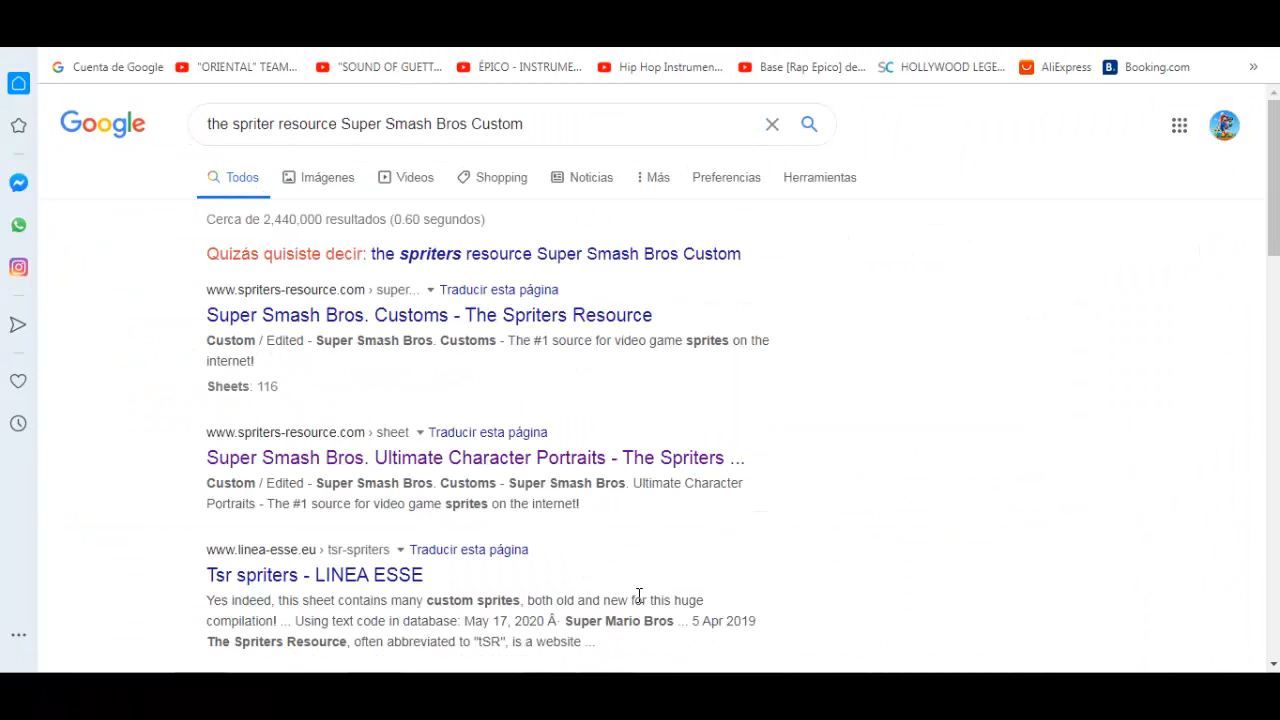 Cuenta de Google "ORIENTAL" TEAM... "SOUND OF GUETT... ÉPICO - INSTRUME... Hip Hop Instrumen... Base [Rap Epico] de... SC HOLLYWOOD LEGE... AliExpress B. Booking.com »
Google the spriter resource Super Smash Bros Custom
Todos Imágenes Videos Shopping Noticias Más Preferencias Herramientas
Cerca de 2,440,000 resultados (0.60 segundos)
Quizás quisiste decir: the spriters resource Super Smash Bros Custom
www.spriters-resource.com › super... Traducir esta página
Super Smash Bros. Customs - The Spriters Resource
Custom / Edited - Super Smash Bros. Customs - The #1 source for video game sprites on the
internet!
Sheets: 116
www.spriters-resource.com › sheet Traducir esta página
Super Smash Bros. Ultimate Character Portraits - The Spriters ...
Custom / Edited - Super Smash Bros. Customs - Super Smash Bros. Ultimate Character
Portraits - The #1 source for video game sprites on the internet!
www.linea-esse.eu › tsr-spriters Traducir esta página
Tsr spriters - LINEA ESSE
Yes indeed, this sheet contains many custom sprites, both old and new for this huge
compilation! ... Using text code in database: May 17, 2020 Â· Super Mario Bros ... 5 Apr 2019
The Spriters Resource, often abbreviated to "tSR", is a website ...